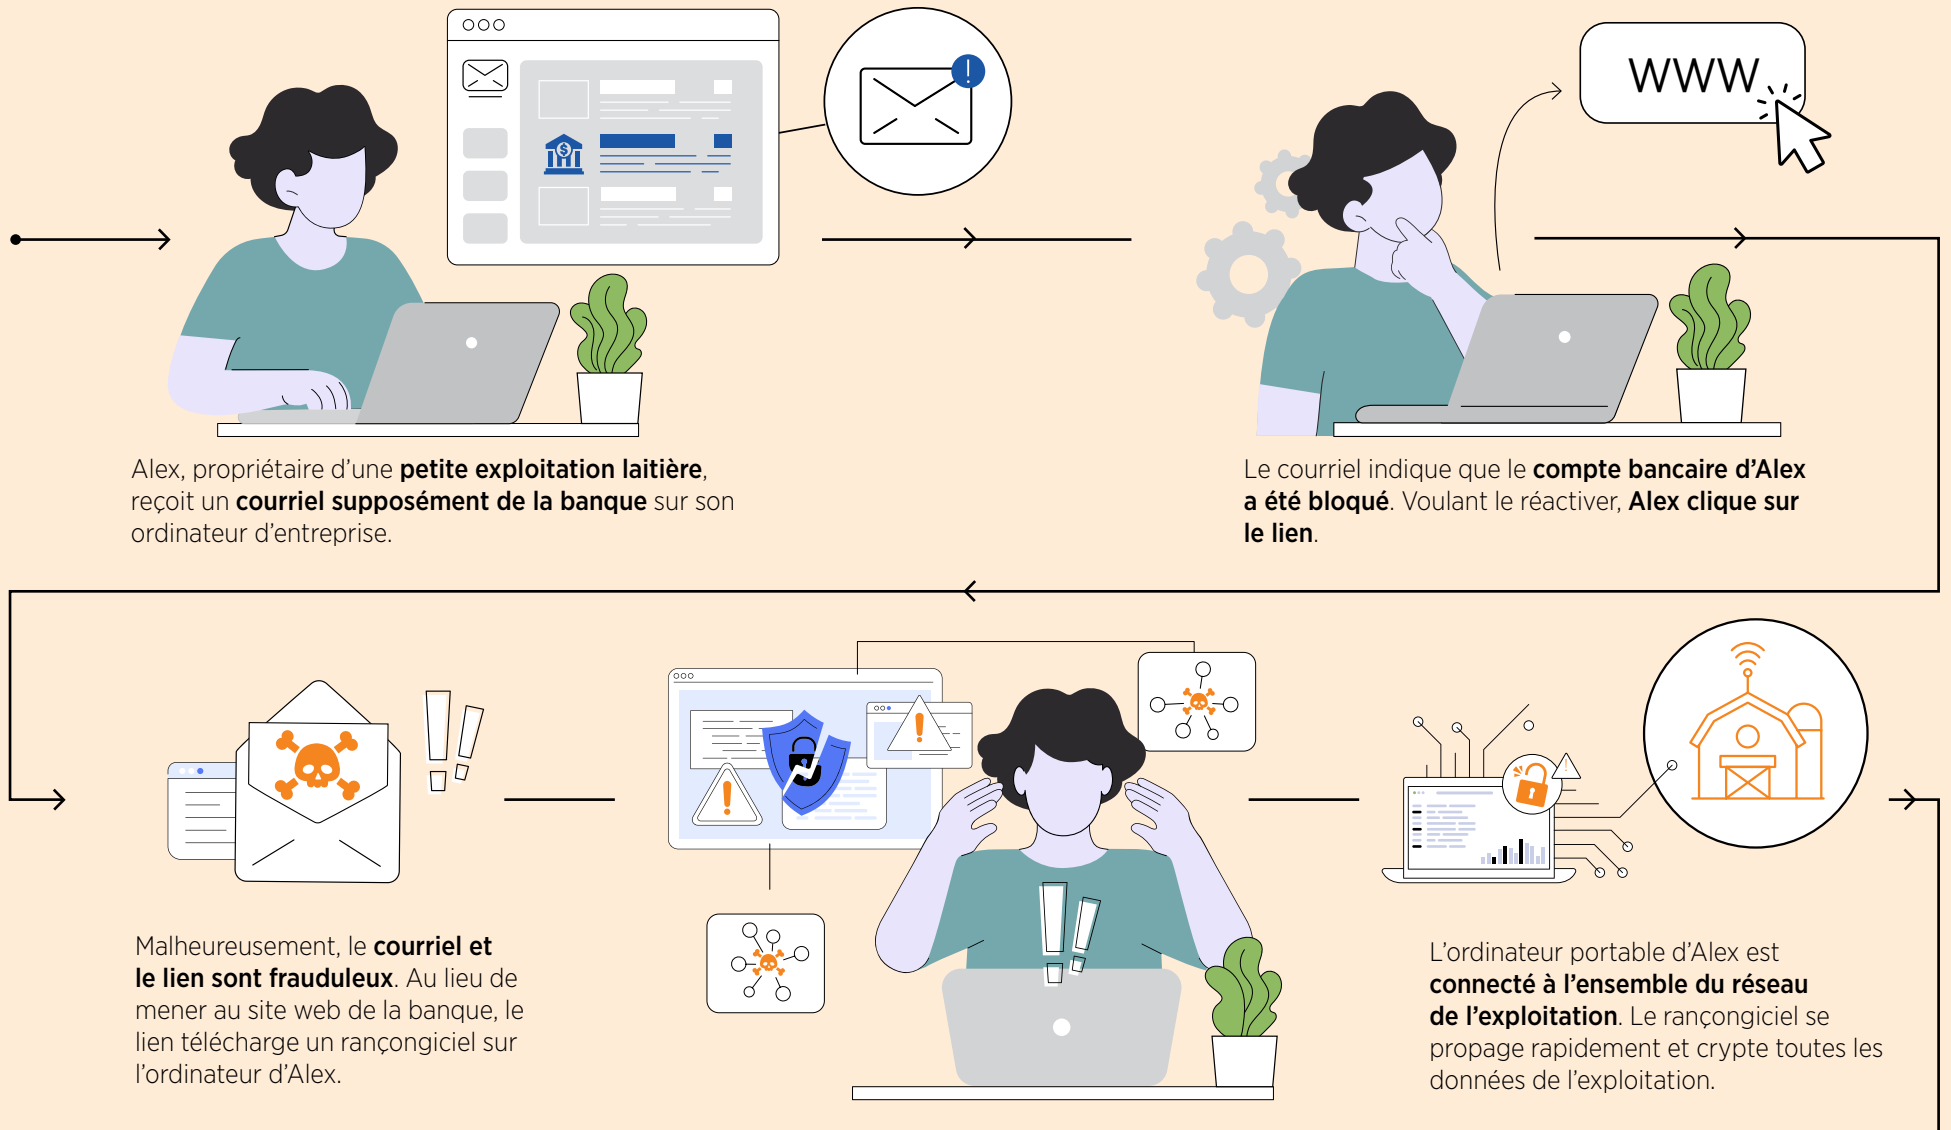 WWW
Alex, propriétaire d’une petite exploitation laitière,
reçoit un courriel supposément de la banque sur son
ordinateur d’entreprise.
Le courriel indique que le compte bancaire d’Alex
a été bloqué. Voulant le réactiver, Alex clique sur
le lien.
Malheureusement, le courriel et
le lien sont frauduleux. Au lieu de
mener au site web de la banque, le
lien télécharge un rançongiciel sur
l’ordinateur d’Alex.
L’ordinateur portable d’Alex est
connecté à l’ensemble du réseau
de l’exploitation. Le rançongiciel se
propage rapidement et crypte toutes les
données de l’exploitation.